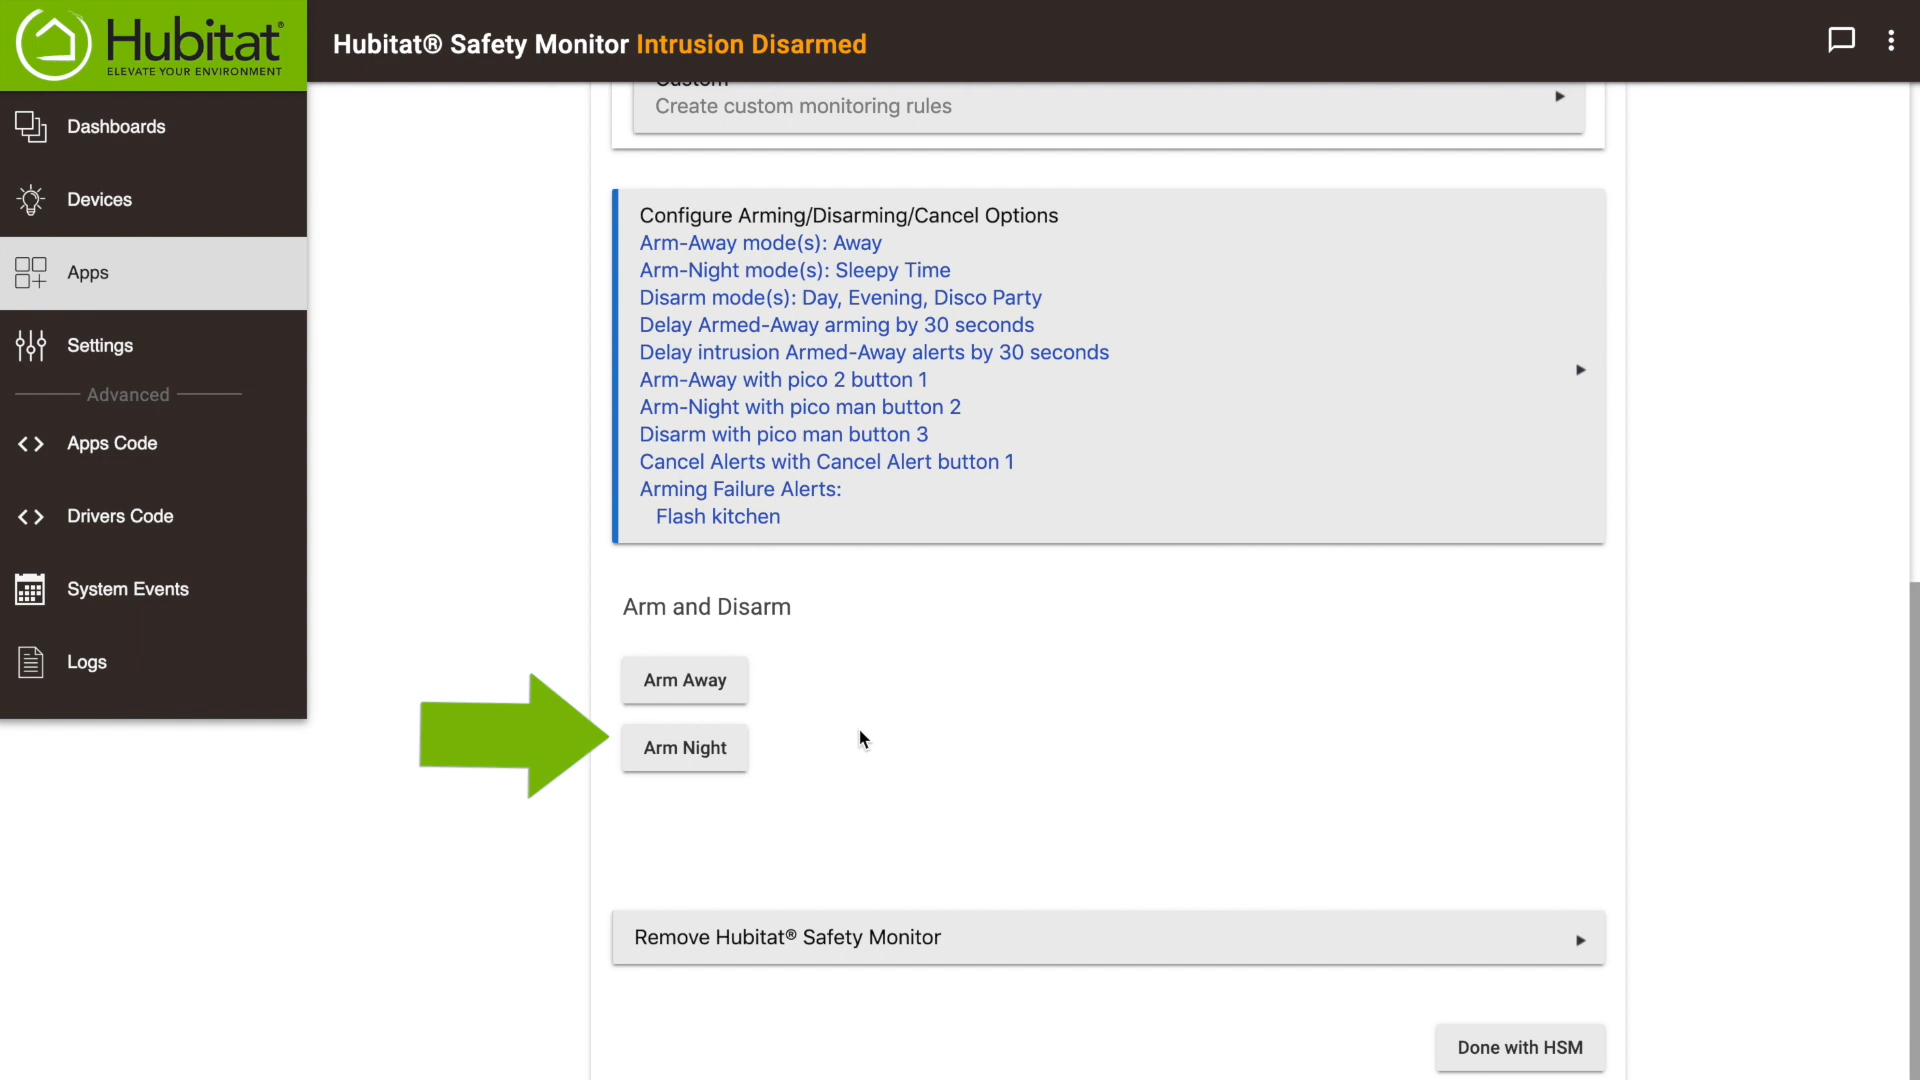 Hubitat®
ELEVATE YOUR ENVIRONMENT
Hubitat® Safety Monitor Intrusion Disarmed
Dashboards
Devices
Apps
Settings
Advanced
Apps Code
Drivers Code
System Events
Logs
Custom
Create custom monitoring rules
Configure Arming/Disarming/Cancel Options
Arm-Away mode(s): Away
Arm-Night mode(s): Sleepy Time
Disarm mode(s): Day, Evening, Disco Party
Delay Armed-Away arming by 30 seconds
Delay intrusion Armed-Away alerts by 30 seconds
Arm-Away with pico 2 button 1
Arm-Night with pico man button 2
Disarm with pico man button 3
Cancel Alerts with Cancel Alert button 1
Arming Failure Alerts:
Flash kitchen
Arm and Disarm
Arm Away
Arm Night
Remove Hubitat® Safety Monitor
Done with HSM